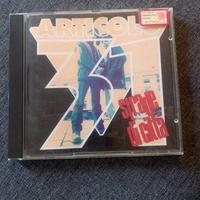 ARTICOLO
31
strade
di città